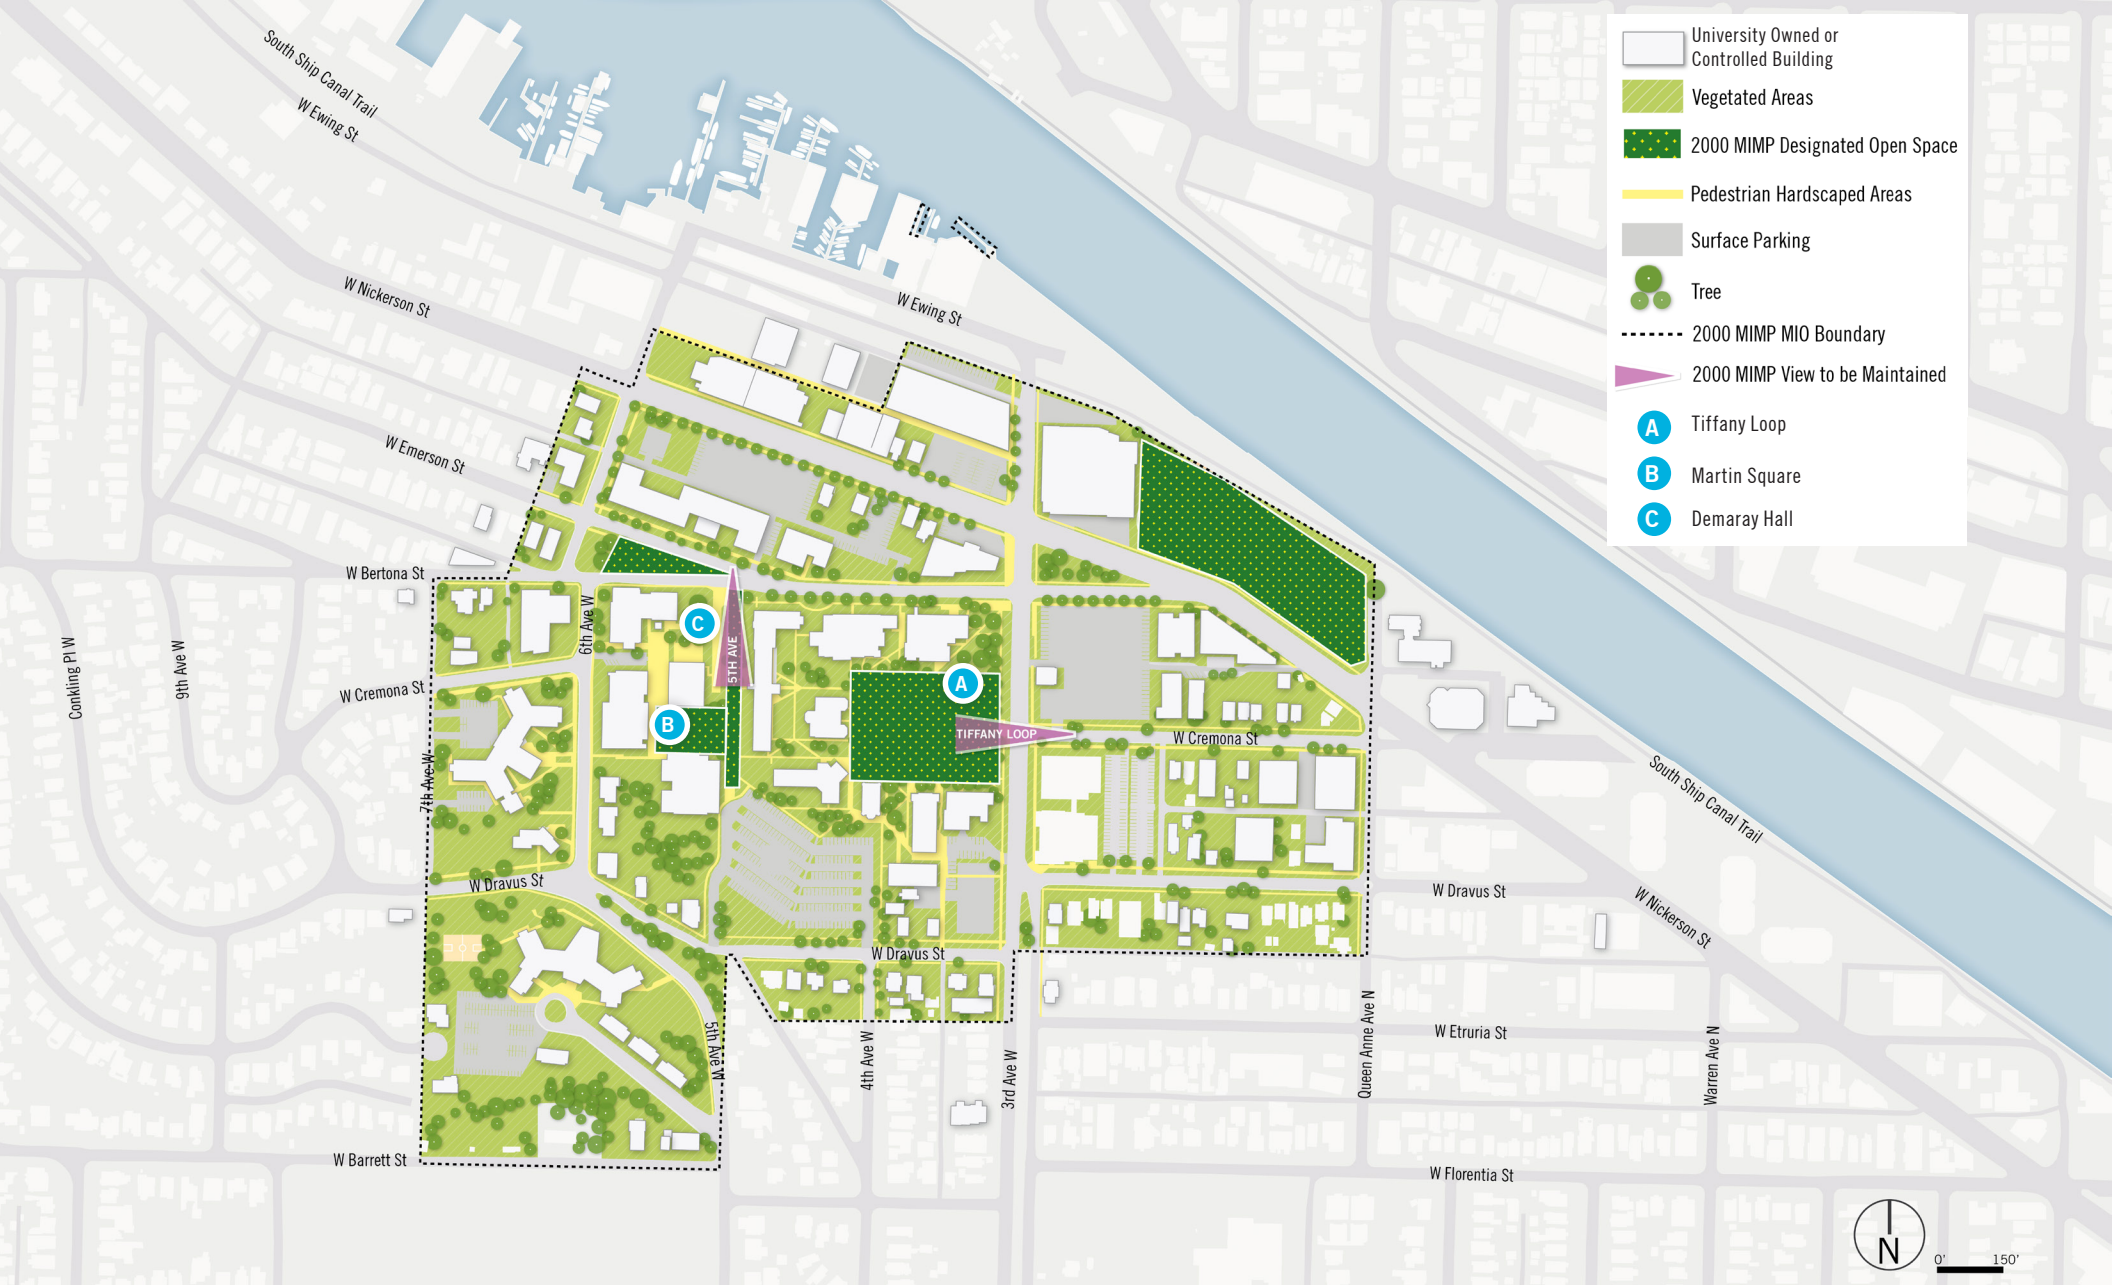 University Owned or
Controlled Building
Vegetated Areas
2000 MIMP Designated Open Space
Pedestrian Hardscaped Areas
Surface Parking
Tree
2000 MIMP MIO Boundary
2000 MIMP View to be Maintained
A Tiffany Loop
B Martin Square
C Demaray Hall
South Ship Canal Trail
W Ewing St
W Nickerson St
W Ewing St
W Emerson St
W Bertona St
6th Ave W
C
5TH AVE
Conkling Pl W
9th Ave W
W Cremona St
A
B
TIFFANY LOOP
W Cremona St
7th Ave W
South Ship Canal Trail
W Dravus St
W Dravus St
W Nickerson St
W Dravus St
5th Ave W
4th Ave W
3rd Ave W
Queen Anne Ave N
W Etruria St
Warren Ave N
W Barrett St
W Florentia St
N
0' 150'